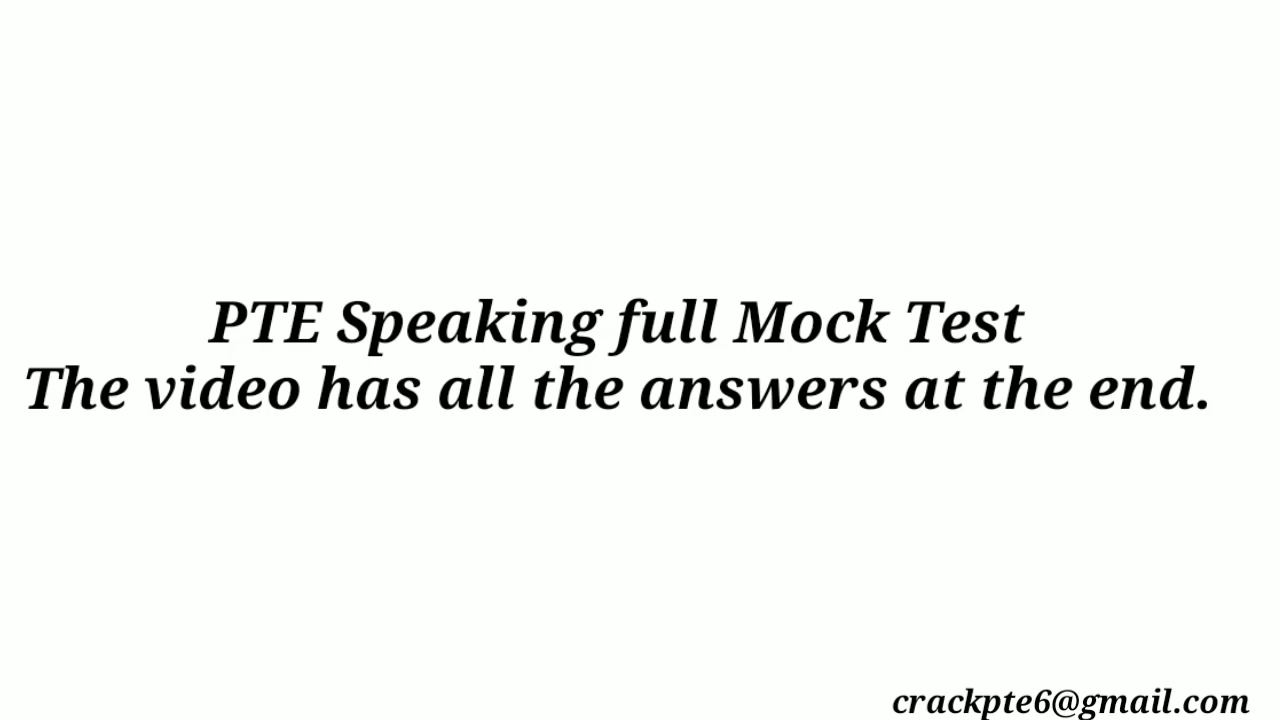 PTE Speaking full Mock Test
The video has all the answers at the end.
crackpte6@gmail.com